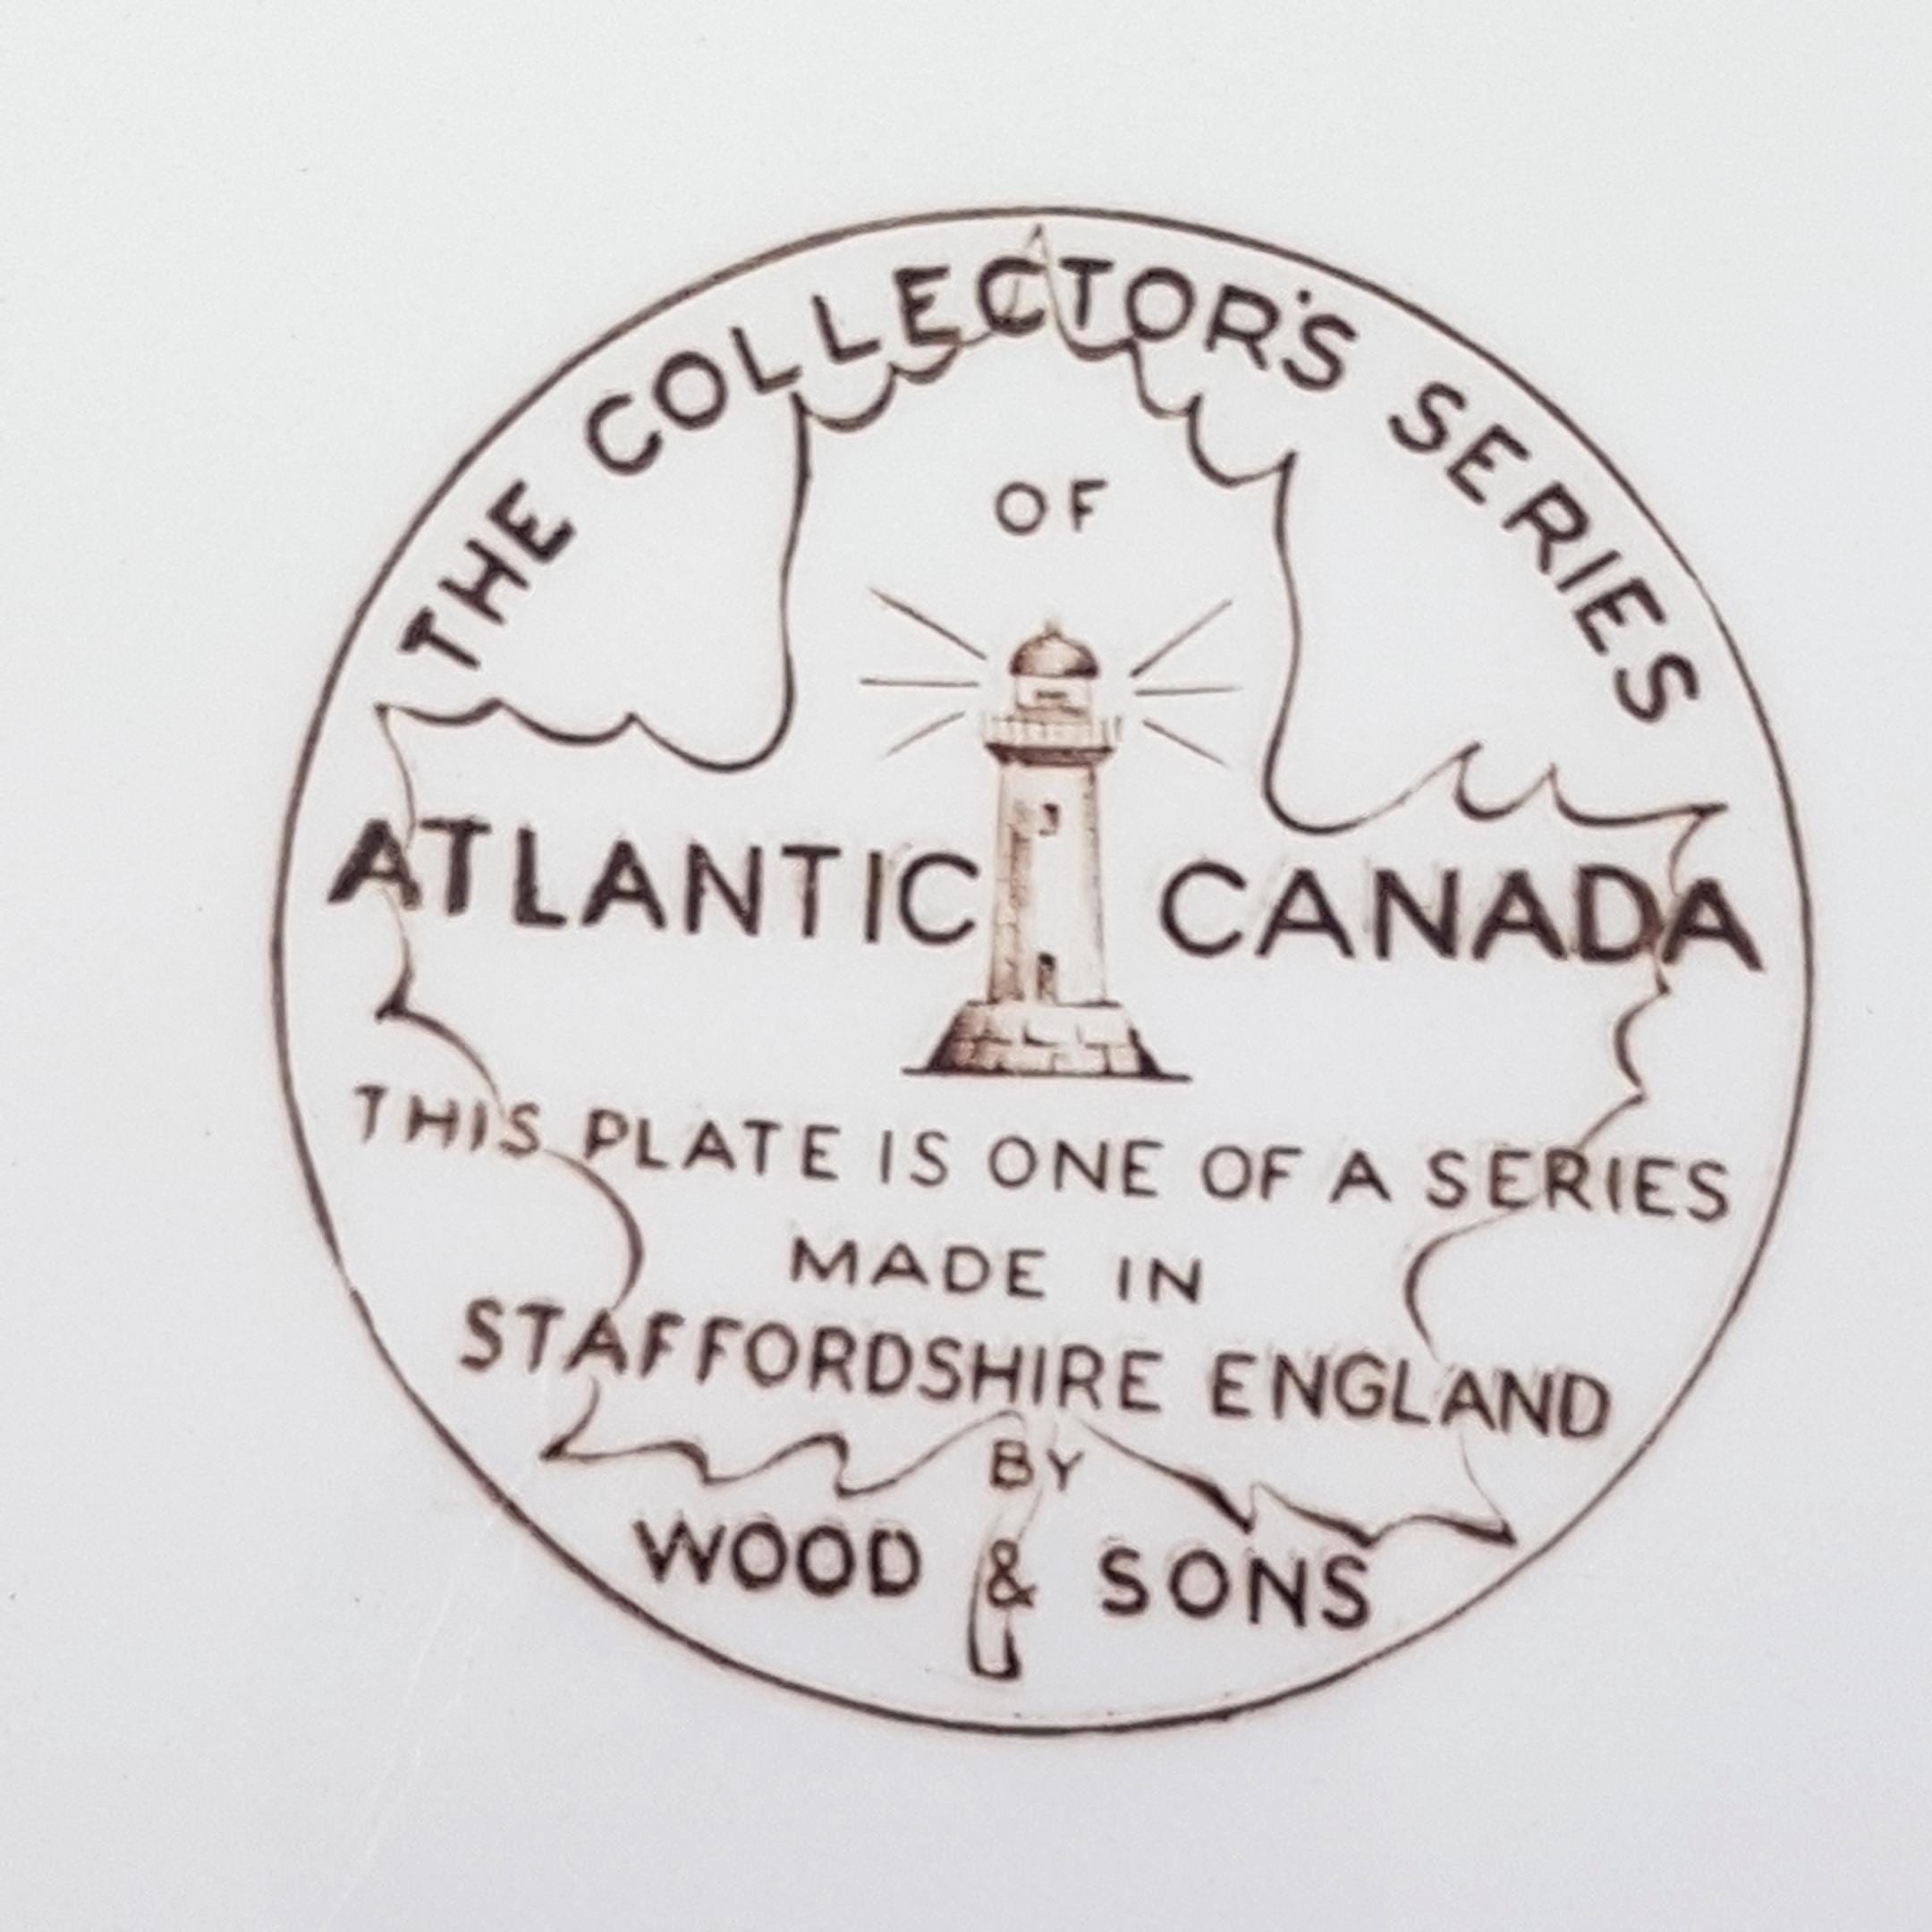 THE COLLECTOR'S SERIES
OF
ATLANTIC CANADA
THIS PLATE IS ONE OF A SERIES
MADE IN
STAFFORDSHIRE ENGLAND
BY
WOOD & SONS